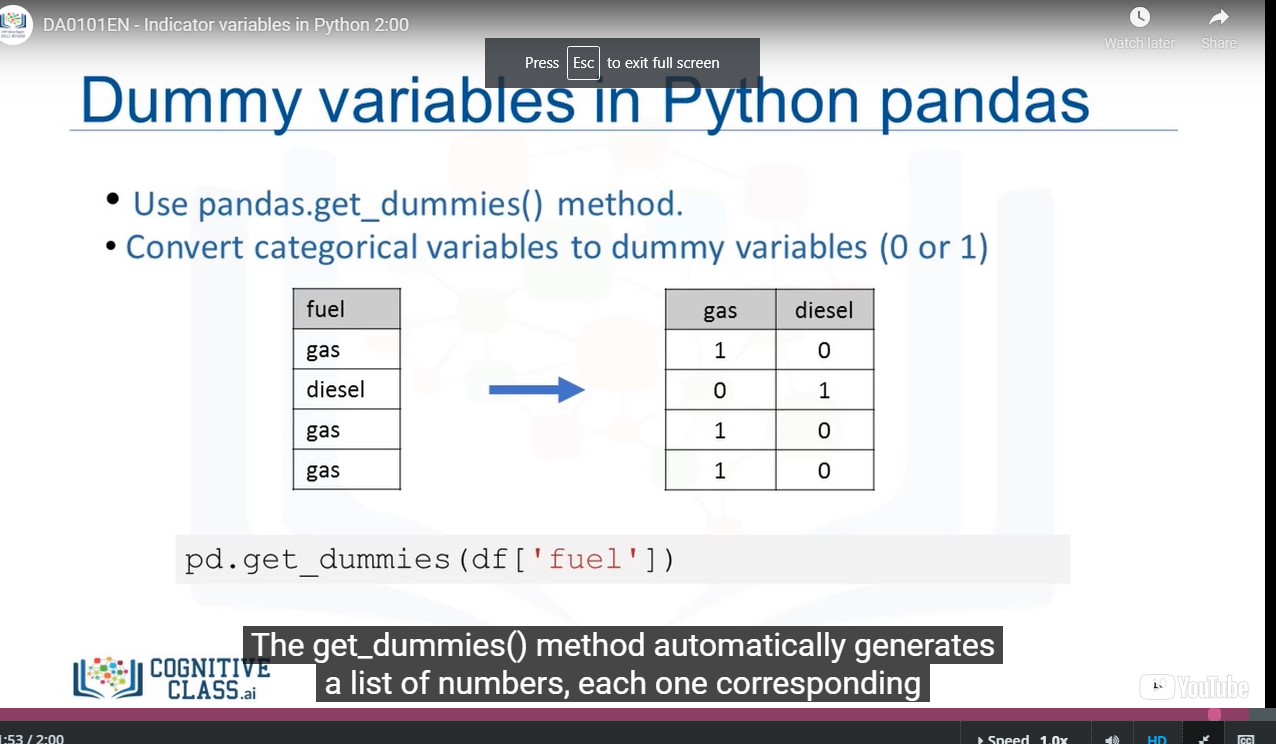 DA0101EN - Indicator variables in Python 2:00
Watch later
Share
Press Esc to exit full screen
Dummy variables in Python pandas
• Use pandas.get_dummies() method.
• Convert categorical variables to dummy variables (0 or 1)
fuel
gas
diesel
gas
gas
gas diesel
1 0
0 1
1 0
1 0
pd.get_dummies(df['fuel'])
The get_dummies() method automatically generates
a list of numbers, each one corresponding
COGNITIVE
CLASS.ai
YouTube
1:53 / 2:00
Speed 1.0x
HD
CC